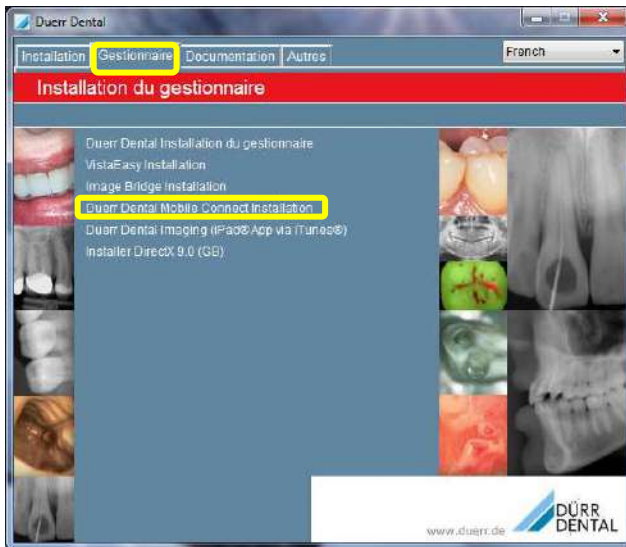 Duerr Dental
Installation Gestionnaire Documentation Autres French
Installation du gestionnaire
Duerr Dental Installation du gestionnaire
VistaEasy Installation
Image Bridge Installation
Duerr Dental Mobile Connect Installation
Duerr Dental Imaging (iPad® App via iTunes®)
Installer DirectX 9.0 (GB)
www.duerr.de
DÜRR
DENTAL